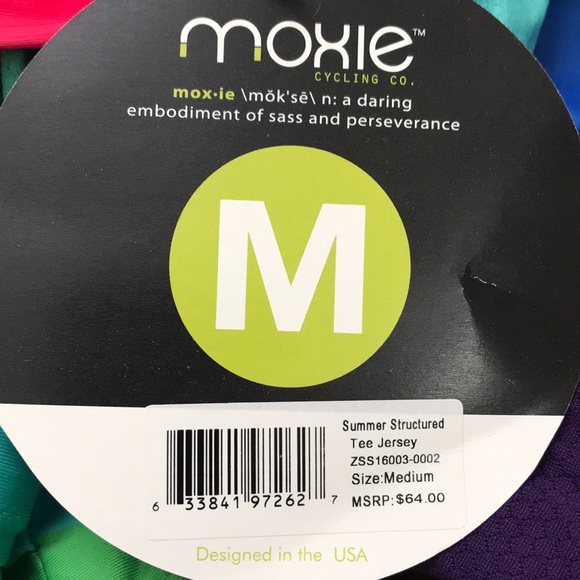 moxie™
CYCLING CO.
mox·ie \mŏk'sē\ n: a daring
embodiment of sass and perseverance
M
Summer Structured
Tee Jersey
ZSS16003-0002
Size:Medium
MSRP:$64.00
6 33841 97262 7
Designed in the USA